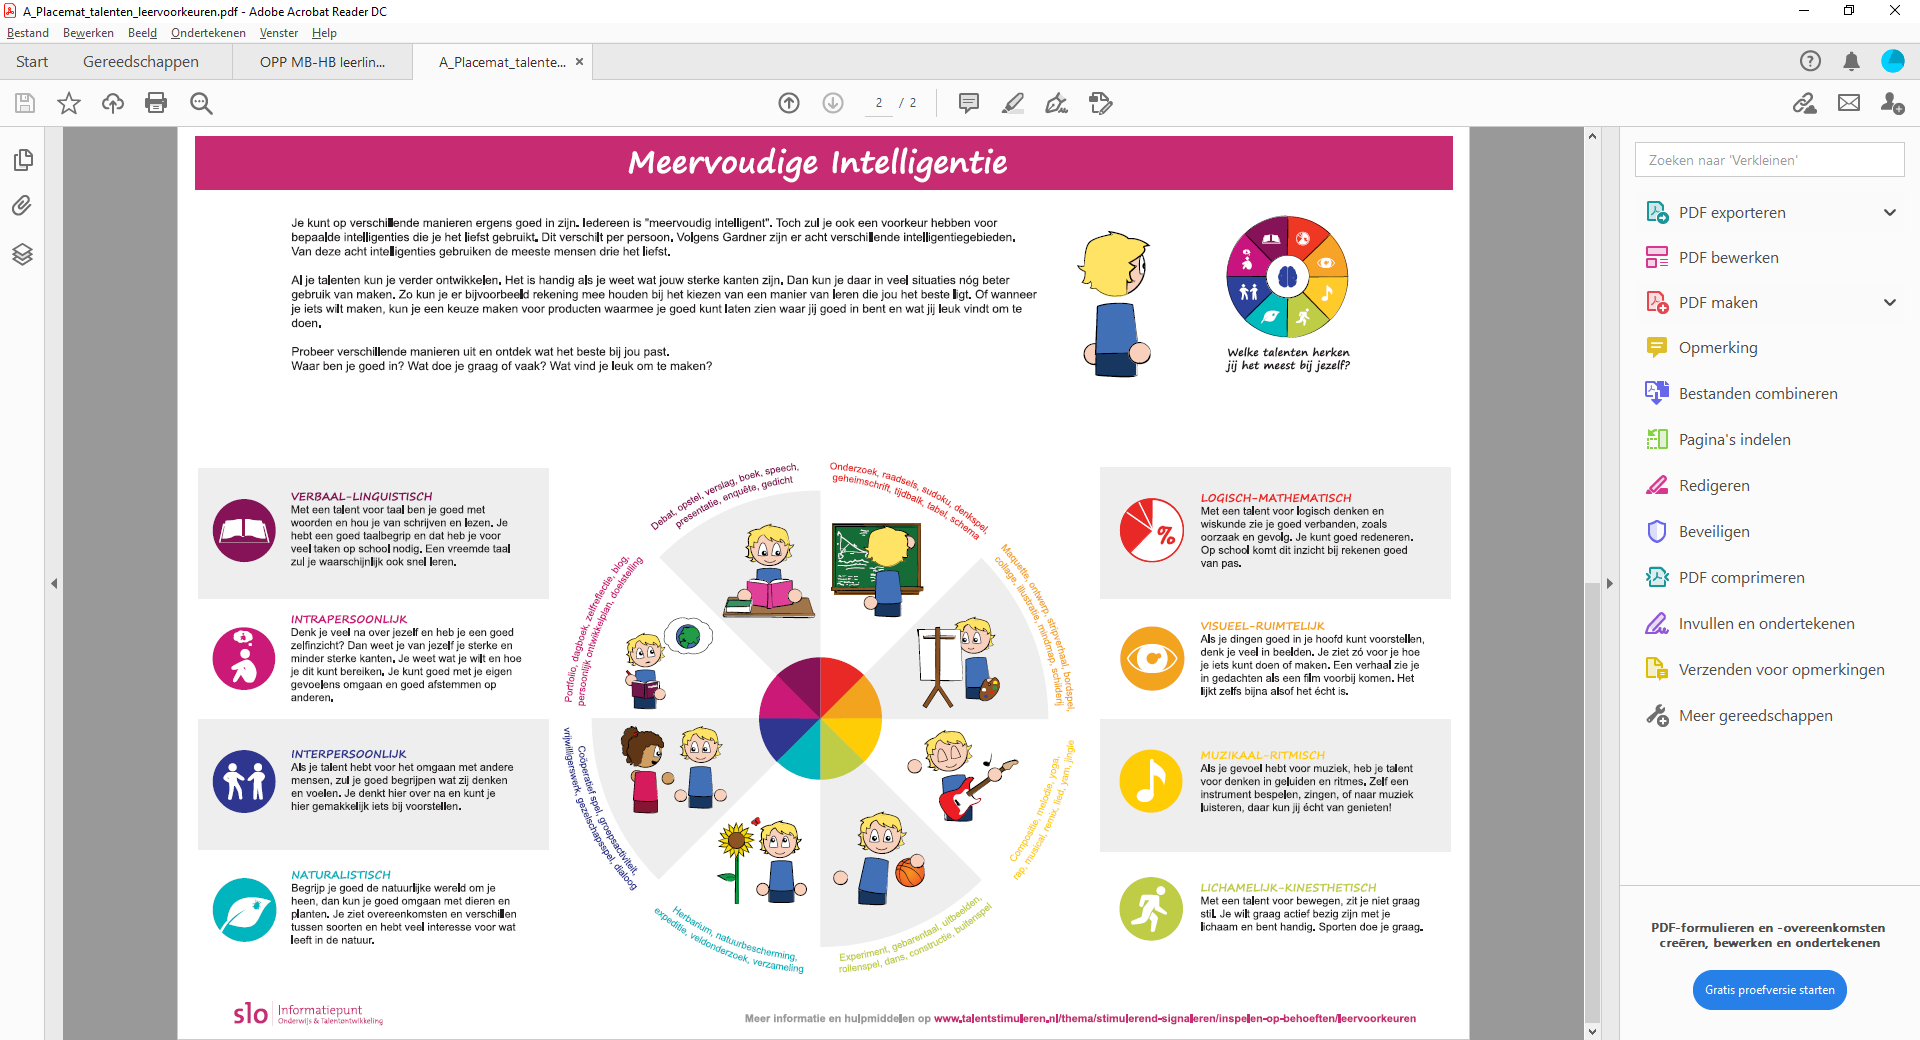 A_Placemat_talenten_leervoorkeuren.pdf - Adobe Acrobat Reader DC
Bestand Bewerken Beeld Ondertekenen Venster Help
Start Gereedschappen OPP MB-HB leerlin... A_Placemat_talente... ×
2 / 2
Meervoudige Intelligentie
Je kunt op verschillende manieren ergens goed in zijn. Iedereen is "meervoudig intelligent". Toch zul je ook een voorkeur hebben voor
bepaalde intelligenties die je het liefst gebruikt. Dit verschilt per persoon. Volgens Gardner zijn er acht verschillende intelligentiegebieden.
Van deze acht intelligenties gebruiken de meeste mensen drie het liefst.
Al je talenten kun je verder ontwikkelen. Het is handig als je weet wat jouw sterke kanten zijn. Dan kun je daar in veel situaties nóg beter
gebruik van maken. Zo kun je er bijvoorbeeld rekening mee houden bij het kiezen van een manier van leren die jou het beste ligt. Of wanneer
je iets wilt maken, kun je een keuze maken voor producten waarmee je goed kunt laten zien waar jij goed in bent en wat jij leuk vindt om te
doen.
Probeer verschillende manieren uit en ontdek wat het beste bij jou past.
Waar ben je goed in? Wat doe je graag of vaak? Wat vind je leuk om te maken?
Welke talenten herken
jij het meest bij jezelf?
VERBAAL-LINGUISTISCH
Met een talent voor taal ben je goed met
woorden en hou je van schrijven en lezen. Je
hebt een goed taalbegrip en dat heb je voor
veel taken op school nodig. Een vreemde taal
zul je waarschijnlijk ook snel leren.
INTRAPERSOONLIJK
Denk je veel na over jezelf en heb je een goed
zelfinzicht? Dan weet je van jezelf je sterke en
minder sterke kanten. Je weet wat je wilt en hoe
je dit kunt bereiken. Je kunt goed met je eigen
gevoelens omgaan en goed afstemmen op
anderen.
INTERPERSOONLIJK
Als je talent hebt voor het omgaan met andere
mensen, zul je goed begrijpen wat zij denken
en voelen. Je denkt hier over na en kunt je
hier gemakkelijk iets bij voorstellen.
NATURALISTISCH
Begrijp je goed de natuurlijke wereld om je
heen, dan kun je goed omgaan met dieren en
planten. Je ziet overeenkomsten en verschillen
tussen soorten en hebt veel interesse voor wat
leeft in de natuur.
Debat, opstel, verslag, boek, speech,
presentatie, enquête, gedicht
Onderzoek, raadsels, sudoku, denkspel,
geheimschrift, tijdbalk, tabel, schema
Maquette, ontwerp, stripverhaal, bordspel,
collage, illustratie, mindmap, schilderij
Compositie, melodie, yoga,
rap, musical, remix, lied, yarn, jingle
Experiment, gebarentaal, uitbeelden,
rollenspel, dans, constructie, buitenspel
Herbarium, natuurbescherming,
expeditie, veldonderzoek, verzameling
Coöperatief spel, groepsactiviteit,
vrijwilligerswerk, gezelschapsspel, dialoog
Portfolio, dagboek, zelfreflectie, blog,
persoonlijk ontwikkelplan, doelstelling
%
LOGISCH-MATHEMATISCH
Met een talent voor logisch denken en
wiskunde zie je goed verbanden, zoals
oorzaak en gevolg. Je kunt goed redeneren.
Op school komt dit inzicht bij rekenen goed
van pas.
VISUEEL-RUIMTELIJK
Als je dingen goed in je hoofd kunt voorstellen,
denk je veel in beelden. Je ziet zó voor je hoe
je iets kunt doen of maken. Een verhaal zie je
in gedachten als een film voorbij komen. Het
lijkt zelfs bijna alsof het écht is.
MUZIKAAL-RITMISCH
Als je gevoel hebt voor muziek, heb je talent
voor denken in geluiden en ritmes. Zelf een
instrument bespelen, zingen, of naar muziek
luisteren, daar kun jij écht van genieten!
LICHAMELIJK-KINESTHETISCH
Met een talent voor bewegen, zit je niet graag
stil. Je wilt graag actief bezig zijn met je
lichaam en bent handig. Sporten doe je graag.
slo Informatiepunt
Onderwijs & Talentontwikkeling
Meer informatie en hulpmiddelen op www.talentstimuleren.nl/thema/stimulerend-signaleren/inspelen-op-behoeften/leervoorkeuren
Zoeken naar 'Verkleinen'
PDF exporteren
PDF bewerken
PDF maken
Opmerking
Bestanden combineren
Pagina's indelen
Redigeren
Beveiligen
PDF comprimeren
Invullen en ondertekenen
Verzenden voor opmerkingen
Meer gereedschappen
PDF-formulieren en -overeenkomsten
creëren, bewerken en ondertekenen
Gratis proefversie starten